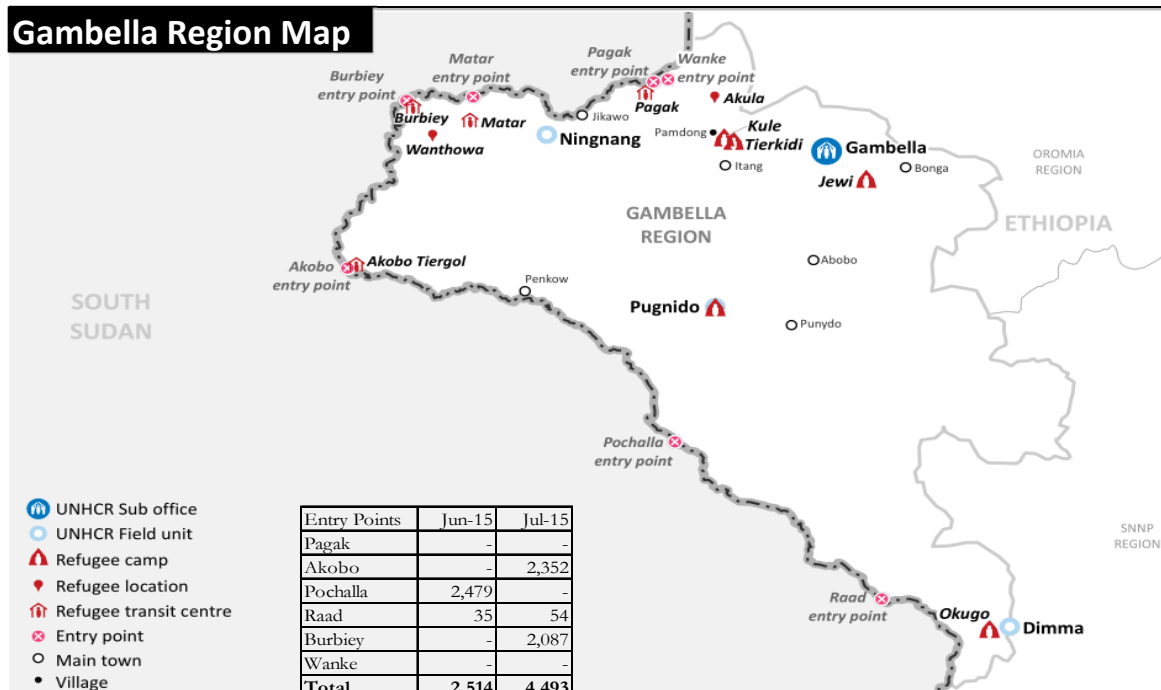 Gambella Region Map
Pagak
entry point
Wanke
entry point
Matar
entry point
Burbiey
entry point
Akula
Pagak
Burbiey
Matar
Jikawo
Kule
Tierkidi
Pamdong
Ningnang
Wanthowa
Gambella
Itang
Bonga
Jewi
OROMIA
REGION
GAMBELLA
REGION
ETHIOPIA
Akobo
entry point
Akobo Tiergol
Abobo
Penkow
SOUTH
SUDAN
Pugnido
Punydo
Pochalla
entry point
SNNP
REGION
Raad
entry point
Okugo
Dimma
UNHCR Sub office
UNHCR Field unit
Refugee camp
Refugee location
Refugee transit centre
Entry point
Main town
Village
Entry Points Jun-15 Jul-15
Pagak - -
Akobo - 2,352
Pochalla 2,479 -
Raad 35 54
Burbiey - 2,087
Wanke - -
Total 2,514 4,493